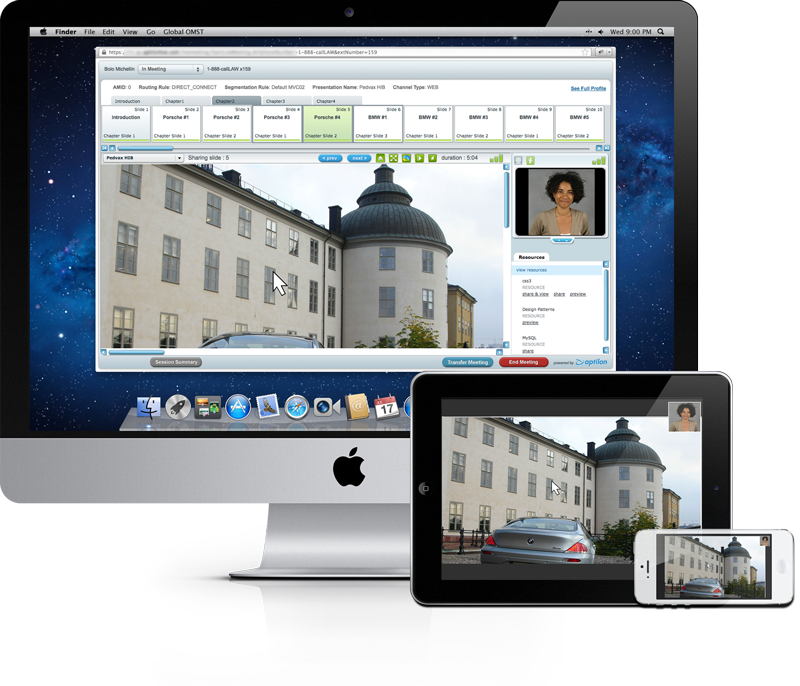 Finder File Edit View Go Global OMST Wed 9:00 PM
1-888-callLAW&extNumber=159
Bolo Michelin In Meeting 1-888-callLAW x159
AMID: 0 Routing Rule: DIRECT_CONNECT Segmentation Rule: Default MVC02 Presentation Name: Pedvax HIB Channel Type: WEB See Full Profile
Introduction Chapter1 Chapter2 Chapter3 Chapter4
Slide 1 Slide 2 Slide 3 Slide 4 Slide 5 Slide 6 Slide 7 Slide 8 Slide 9 Slide 10
Introduction Porsche #1 Porsche #2 Porsche #3 Porsche #4 BMW #1 BMW #2 BMW #3 BMW #4 BMW #5
Chapter Slide 1 Chapter Slide 1 Chapter Slide 2 Chapter Slide 1 Chapter Slide 2 Chapter Slide 3 Chapter Slide 1 Chapter Slide 2 Chapter Slide 1 Chapter Slide 2
Pedvax HIB Sharing slide : 5 < prev next > duration : 5:04
Resources
view resources
css3
RESOURCE
share & view share preview
Design Patterns
RESOURCE
preview
MySQL
RESOURCE
share
Session Summary Transfer Meeting End Meeting powered by aptilon
17